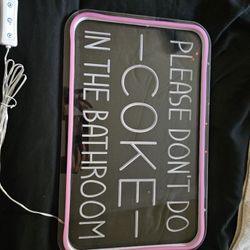 PLEASE DON'T DO
—COKE—
IN THE BATHROOM